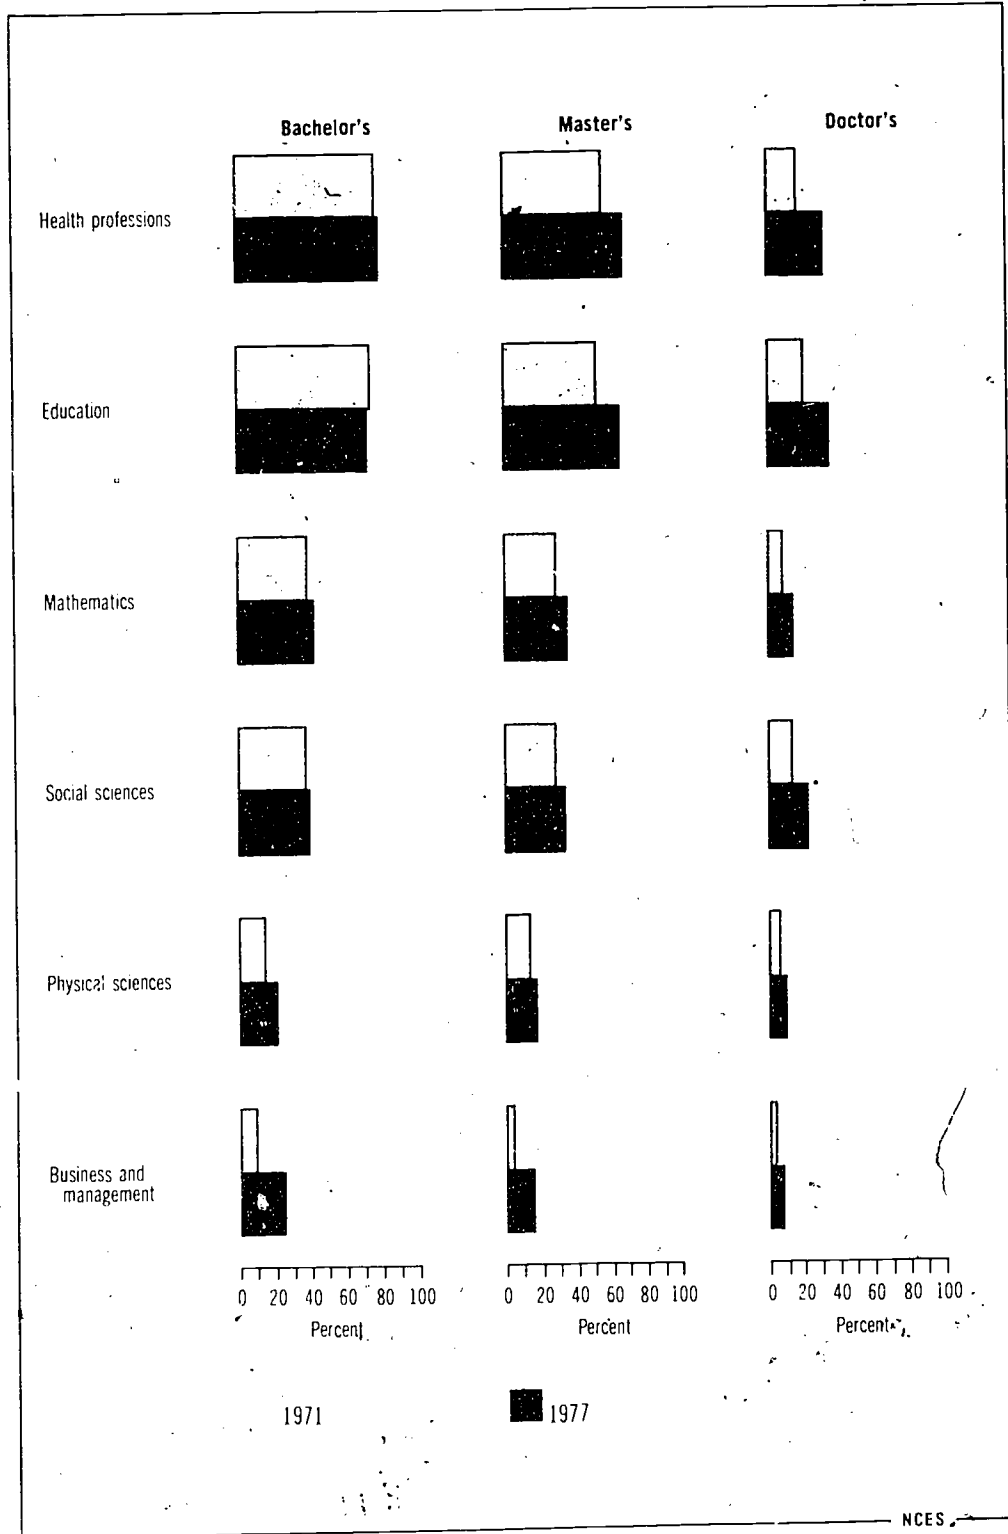 Bachelor's Master's Doctor's
Health professions
Education
Mathematics
Social sciences
Physical sciences
Business and
management
0 20 40 60 80 100 0 20 40 60 80 100 0 20 40 60 80 100
Percent Percent Percent
1971 1977
NCES